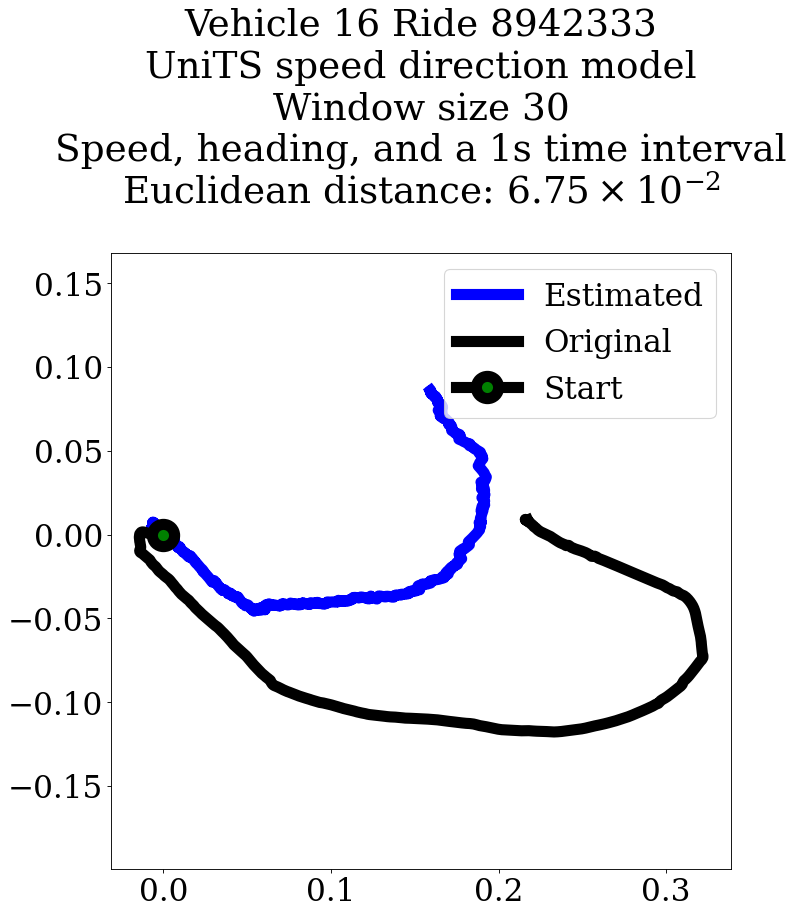 Vehicle 16 Ride 8942333
UniTS speed direction model
Window size 30
Speed, heading, and a 1s time interval
Euclidean distance: 6.75 × 10⁻²
Estimated
Original
Start
0.15
0.10
0.05
0.00
−0.05
−0.10
−0.15
0.0 0.1 0.2 0.3